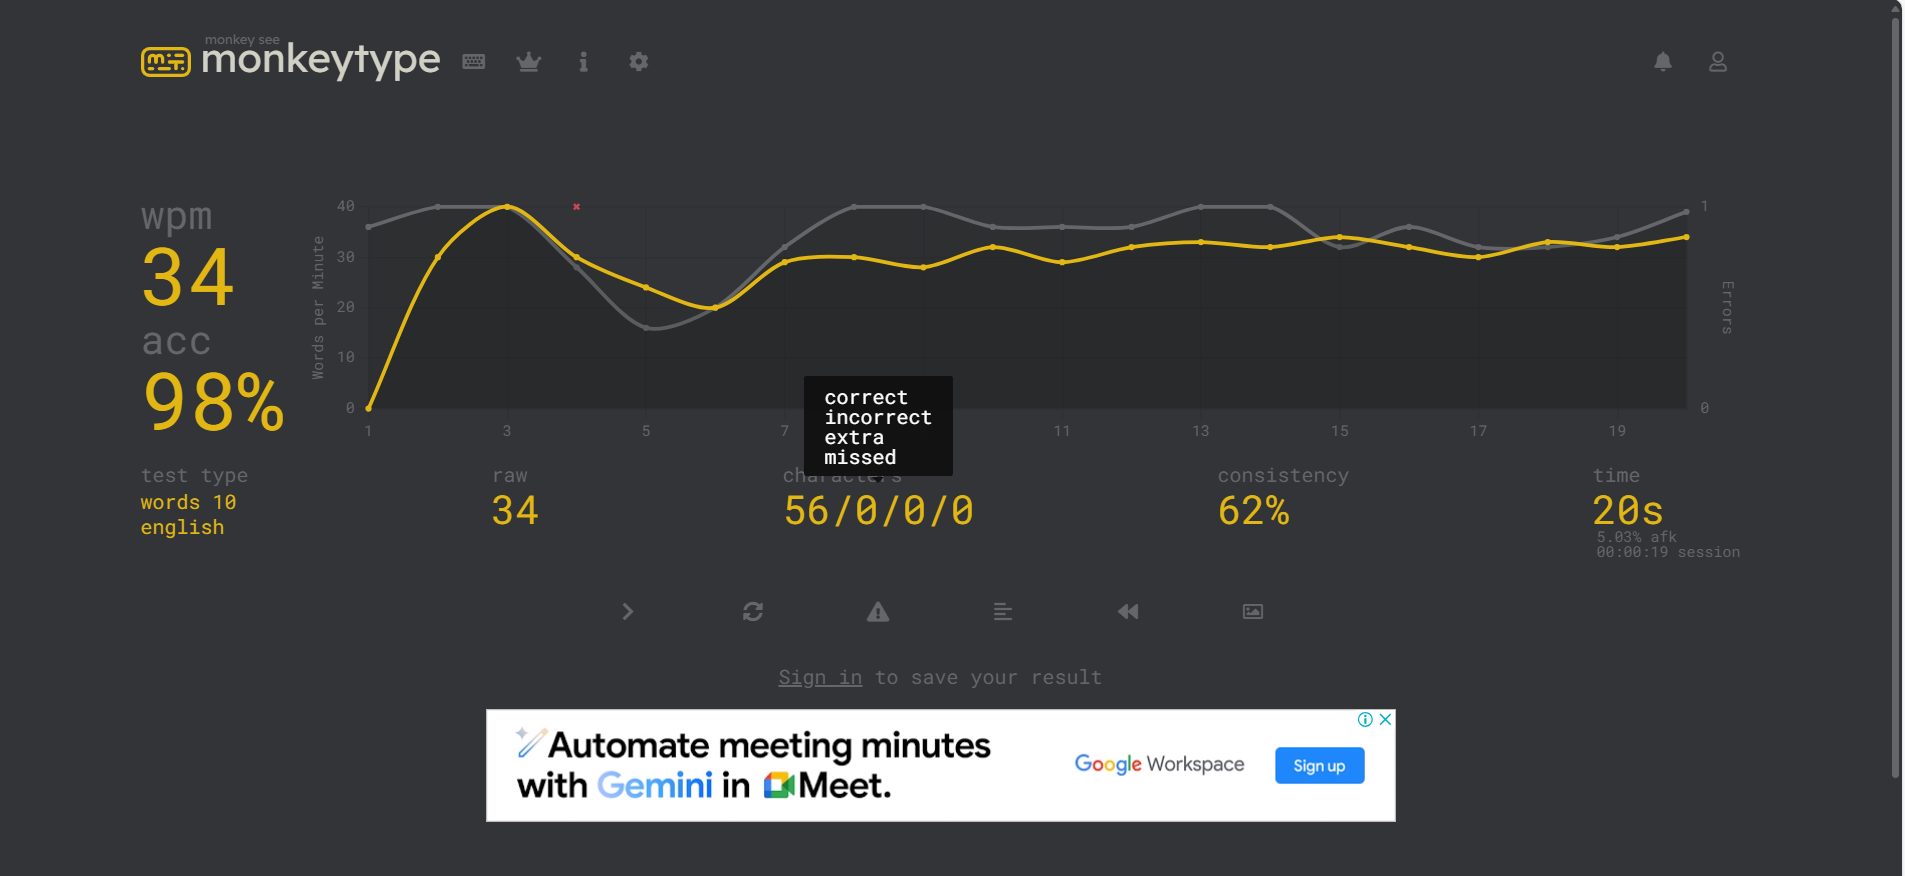 monkey see
monkeytype
wpm
34
acc
98%
Words per Minute
40
30
20
10
0
1
3
5
7
11
13
15
17
19
1
0
Errors
correct
incorrect
extra
missed
test type
words 10
english
raw
34
characters
56/0/0/0
consistency
62%
time
20s
5.03% afk
00:00:19 session
Sign in to save your result
Automate meeting minutes
with Gemini in Meet.
Google Workspace
Sign up